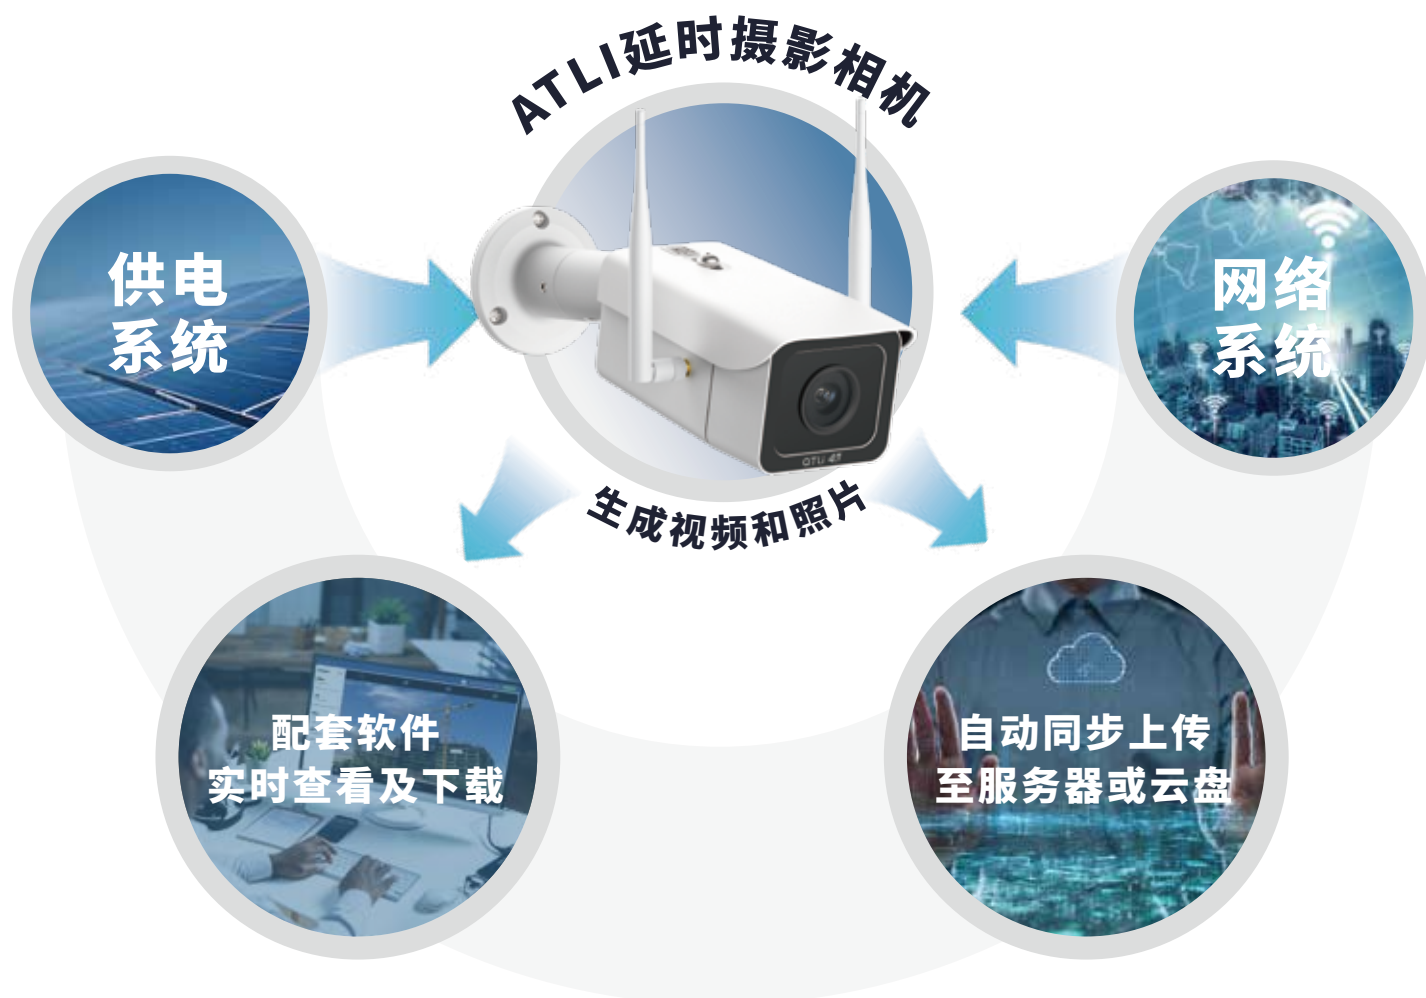 ATLI延时摄影相机
供电
系统
网络
系统
ATLI
生成视频和照片
配套软件
实时查看及下载
自动同步上传
至服务器或云盘